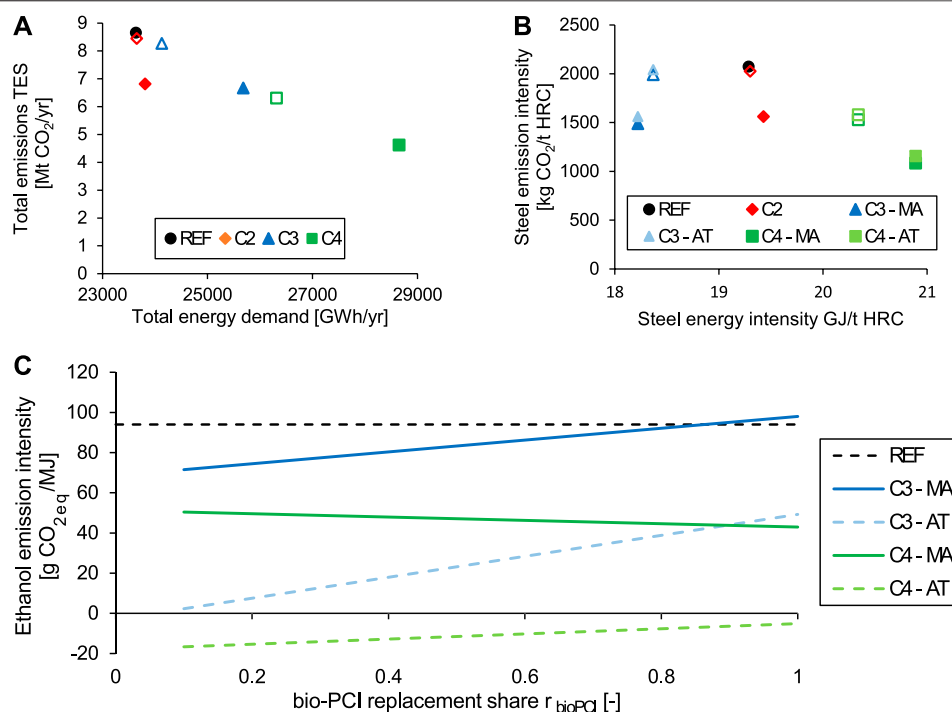 A
Total emissions TES
[Mt CO2/yr]
9
8
7
6
5
4
3
2
1
0
REF C2 C3 C4
23000 25000 27000 29000
Total energy demand [GWh/yr]
B
Steel emission intensity
[kg CO2/t HRC]
2500
2000
1500
1000
500
0
REF C2 C3 - MA
C3 - AT C4 - MA C4 - AT
18 19 20 21
Steel energy intensity GJ/t HRC
C
Ethanol emission intensity
[g CO2eq/MJ]
120
100
80
60
40
20
0
-20
0 0.2 0.4 0.6 0.8 1
bio-PCI replacement share r bioPCI [-]
REF
C3 - MA
C3 - AT
C4 - MA
C4 - AT